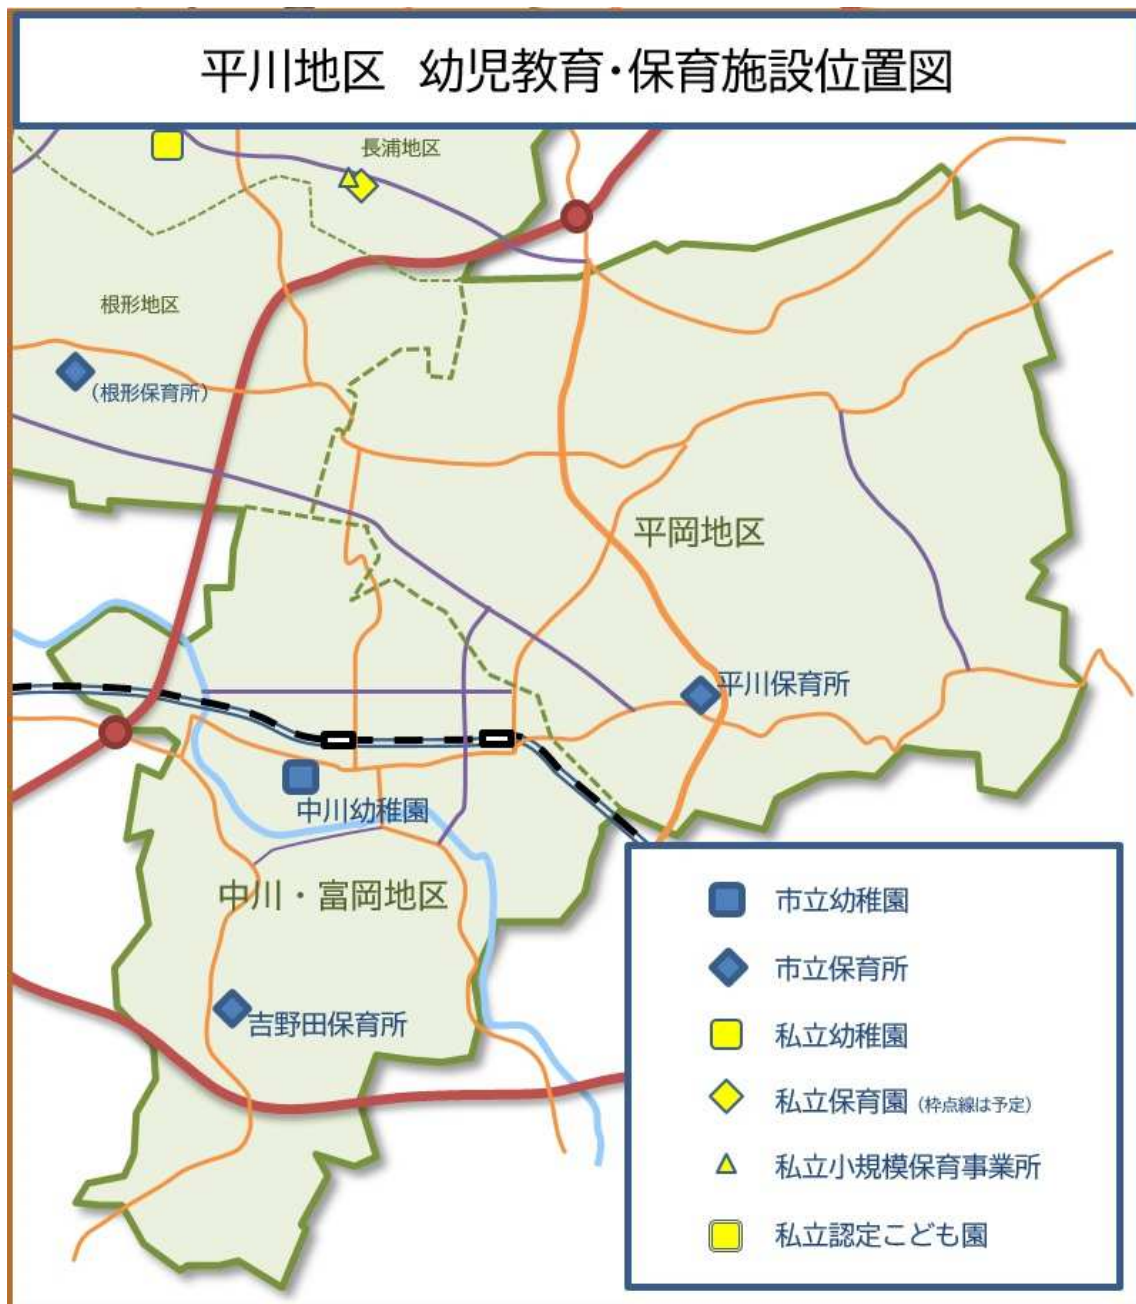 平川地区 幼児教育・保育施設位置図
長浦地区
根形地区
(根形保育所)
平岡地区
平川保育所
中川幼稚園
中川・富岡地区
吉野田保育所
市立幼稚園
市立保育所
私立幼稚園
私立保育園 (枠点線は予定)
私立小規模保育事業所
私立認定こども園